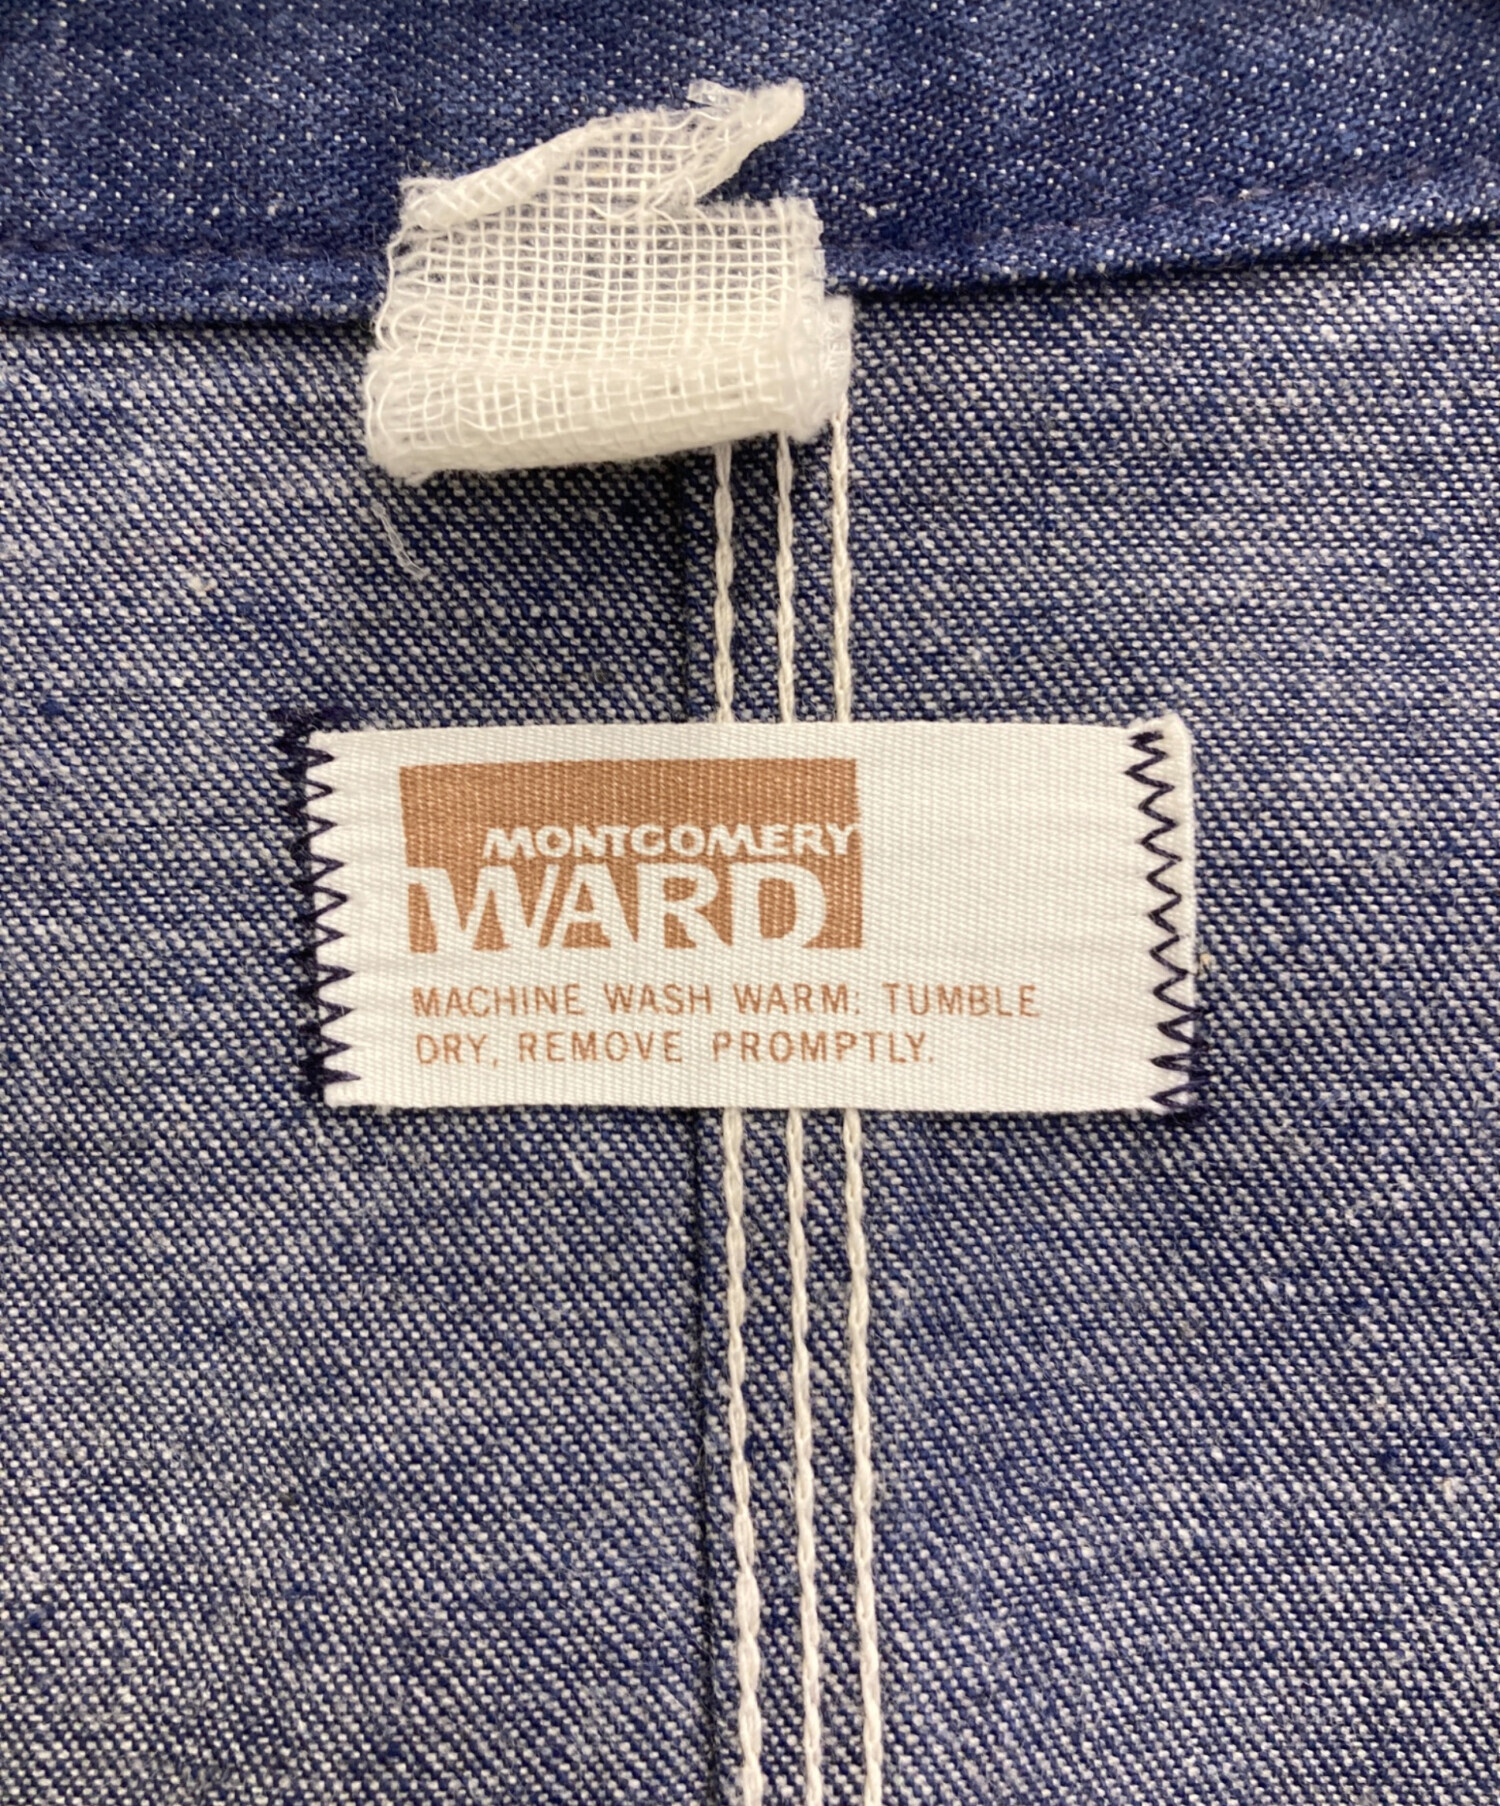 MONTGOMERY
WARD
MACHINE WASH WARM: TUMBLE
DRY, REMOVE PROMPTLY.